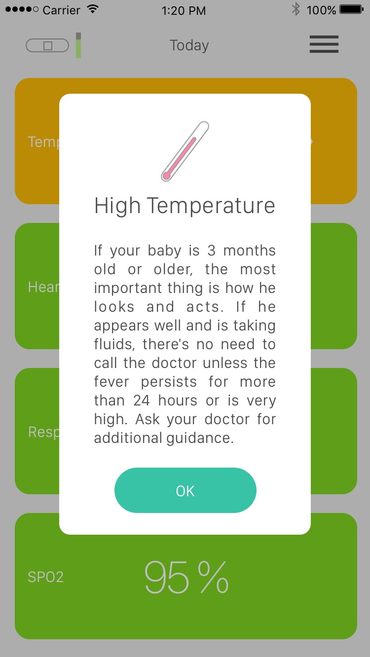 Carrier 1:20 PM 100%
Today
Temp
High Temperature
If your baby is 3 months
old or older, the most
important thing is how he
looks and acts. If he
appears well and is taking
fluids, there's no need to
call the doctor unless the
fever persists for more
than 24 hours or is very
high. Ask your doctor for
additional guidance.
Hear
Resp
OK
SPO2 95%